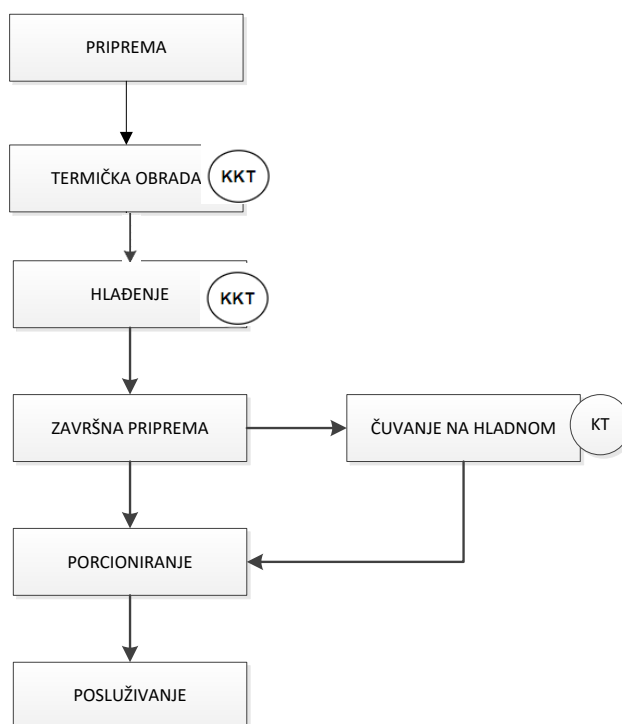 PRIPREMA
TERMIČKA OBRADA
KKT
HLAĐENJE
KKT
ZAVRŠNA PRIPREMA
ČUVANJE NA HLADNOM
KT
PORCIONIRANJE
POSLUŽIVANJE